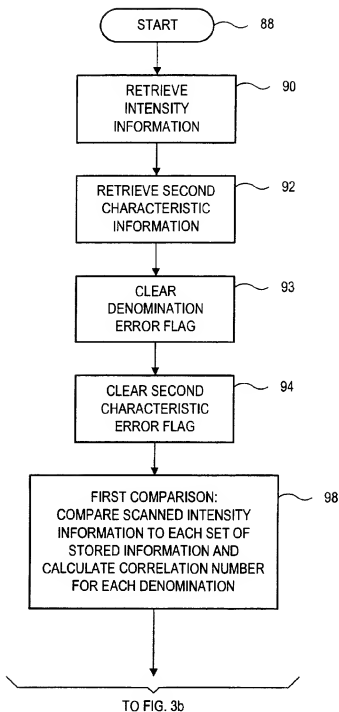 START
88
RETRIEVE
INTENSITY
INFORMATION
90
RETRIEVE SECOND
CHARACTERISTIC
INFORMATION
92
CLEAR
DENOMINATION
ERROR FLAG
93
CLEAR SECOND
CHARACTERISTIC
ERROR FLAG
94
FIRST COMPARISON:
COMPARE SCANNED INTENSITY
INFORMATION TO EACH SET OF
STORED INFORMATION AND
CALCULATE CORRELATION NUMBER
FOR EACH DENOMINATION
98
TO FIG. 3b